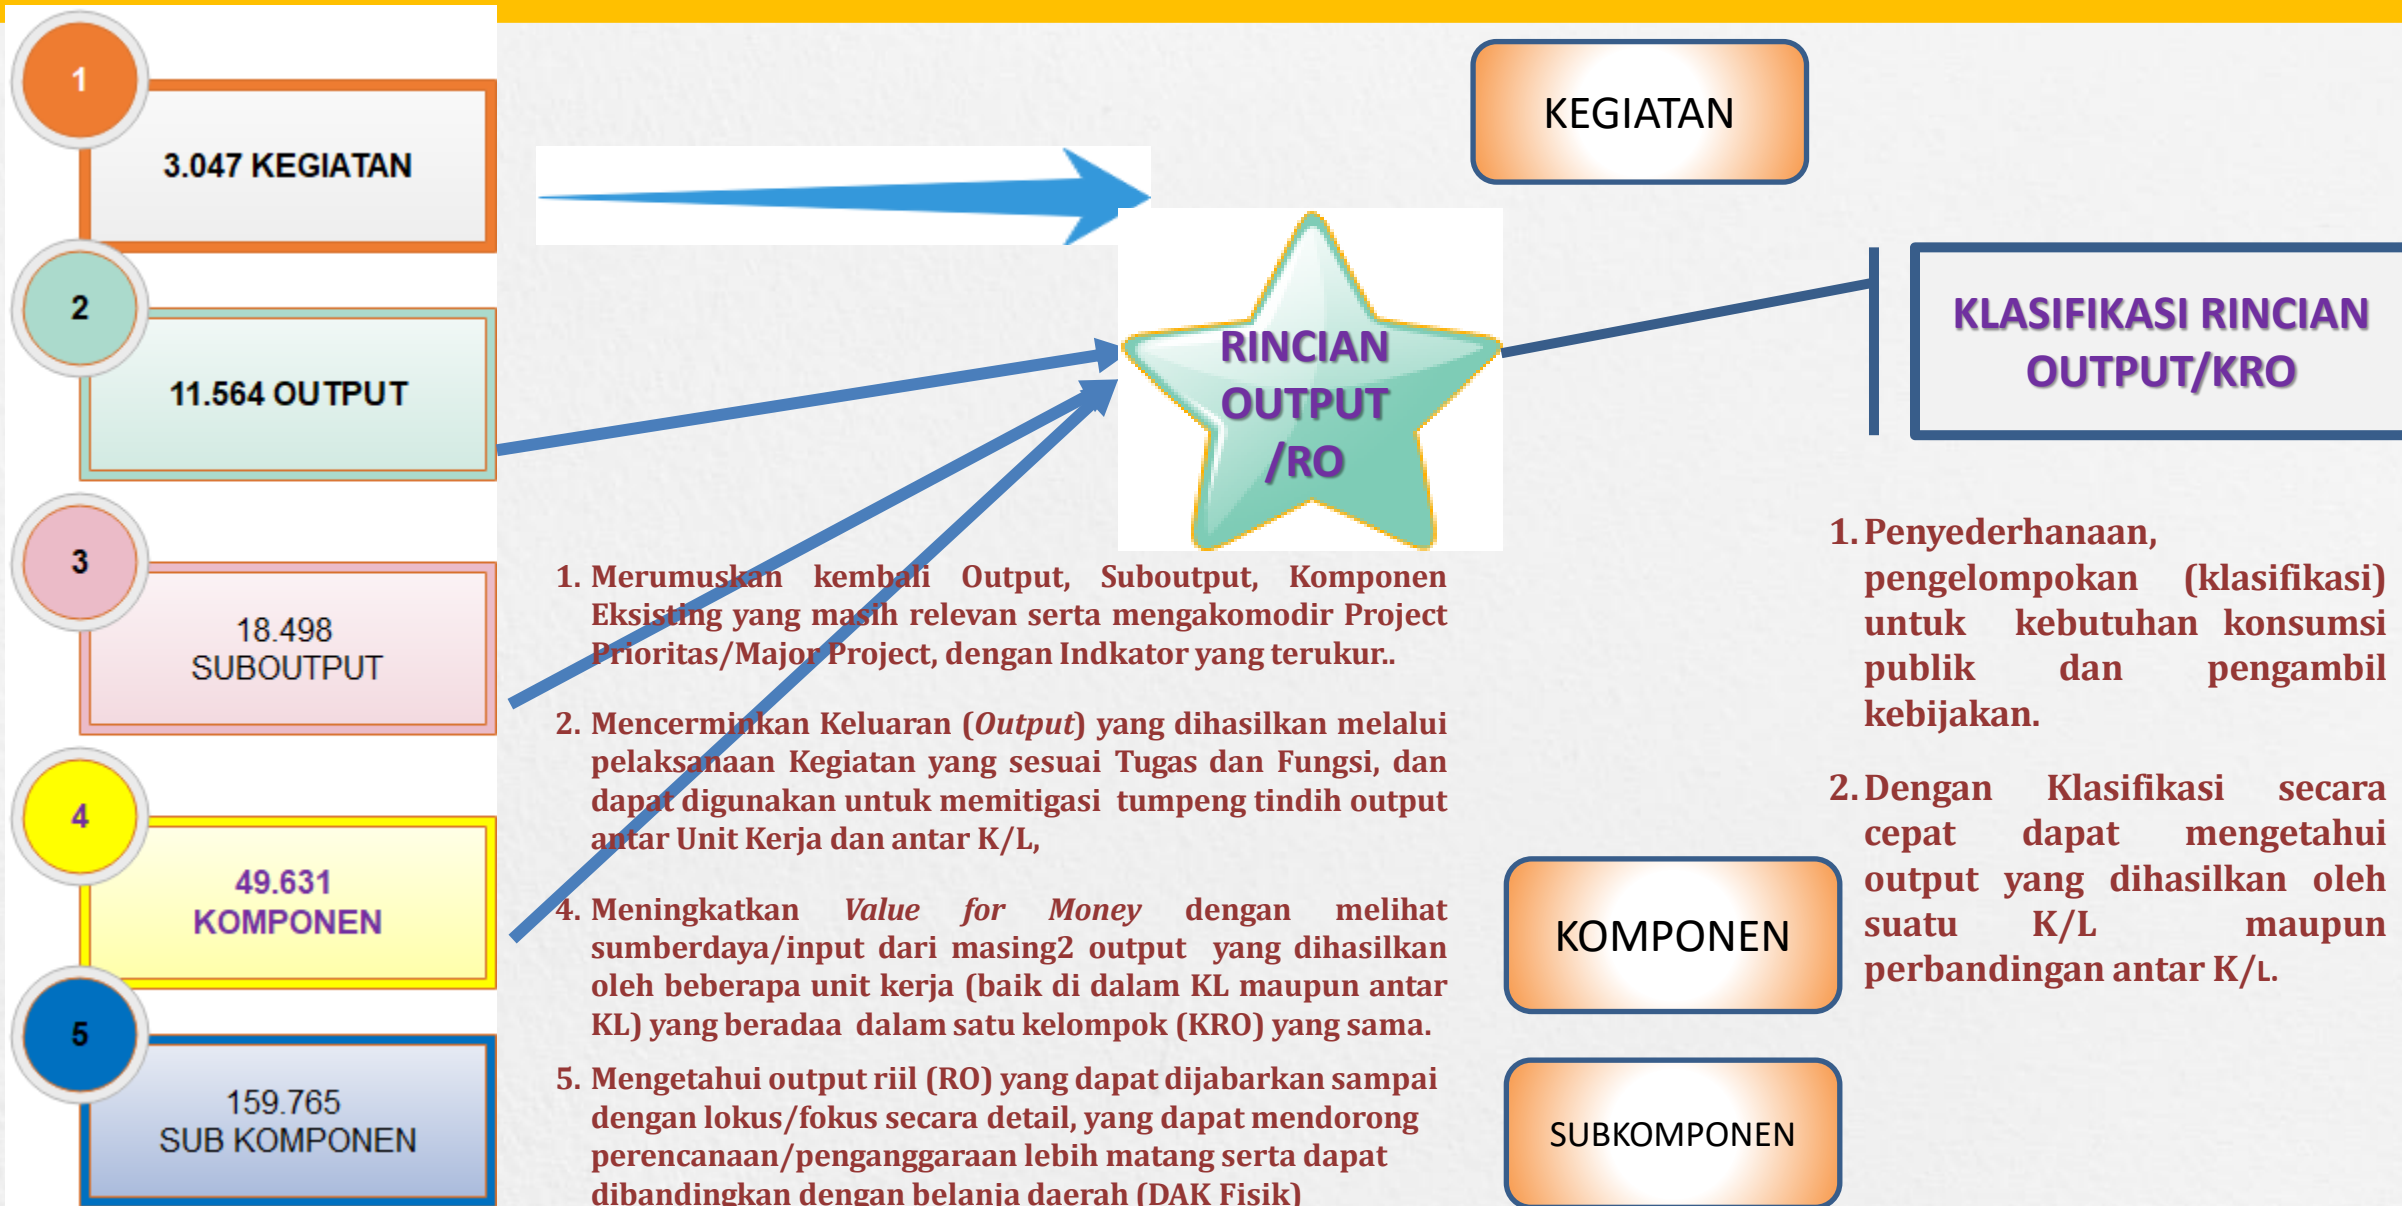 1
3.047 KEGIATAN
2
11.564 OUTPUT
3
18.498
SUBOUTPUT
4
49.631
KOMPONEN
5
159.765
SUB KOMPONEN
KEGIATAN
RINCIAN
OUTPUT
/RO
KLASIFIKASI RINCIAN
OUTPUT/KRO
1. Merumuskan kembali Output, Suboutput, Komponen
Eksisting yang masih relevan serta mengakomodir Project
Prioritas/Major Project, dengan Indkator yang terukur..
2. Mencerminkan Keluaran (Output) yang dihasilkan melalui
pelaksanaan Kegiatan yang sesuai Tugas dan Fungsi, dan
dapat digunakan untuk memitigasi tumpeng tindih output
antar Unit Kerja dan antar K/L,
4. Meningkatkan Value for Money dengan melihat
sumberdaya/input dari masing2 output yang dihasilkan
oleh beberapa unit kerja (baik di dalam KL maupun antar
KL) yang beradaa dalam satu kelompok (KRO) yang sama.
5. Mengetahui output riil (RO) yang dapat dijabarkan sampai
dengan lokus/fokus secara detail, yang dapat mendorong
perencanaan/penganggaraan lebih matang serta dapat
dibandingkan dengan belanja daerah (DAK Fisik)
KOMPONEN
SUBKOMPONEN
1. Penyederhanaan,
pengelompokan (klasifikasi)
untuk kebutuhan konsumsi
publik dan pengambil
kebijakan.
2. Dengan Klasifikasi secara
cepat dapat mengetahui
output yang dihasilkan oleh
suatu K/L maupun
perbandingan antar K/L.